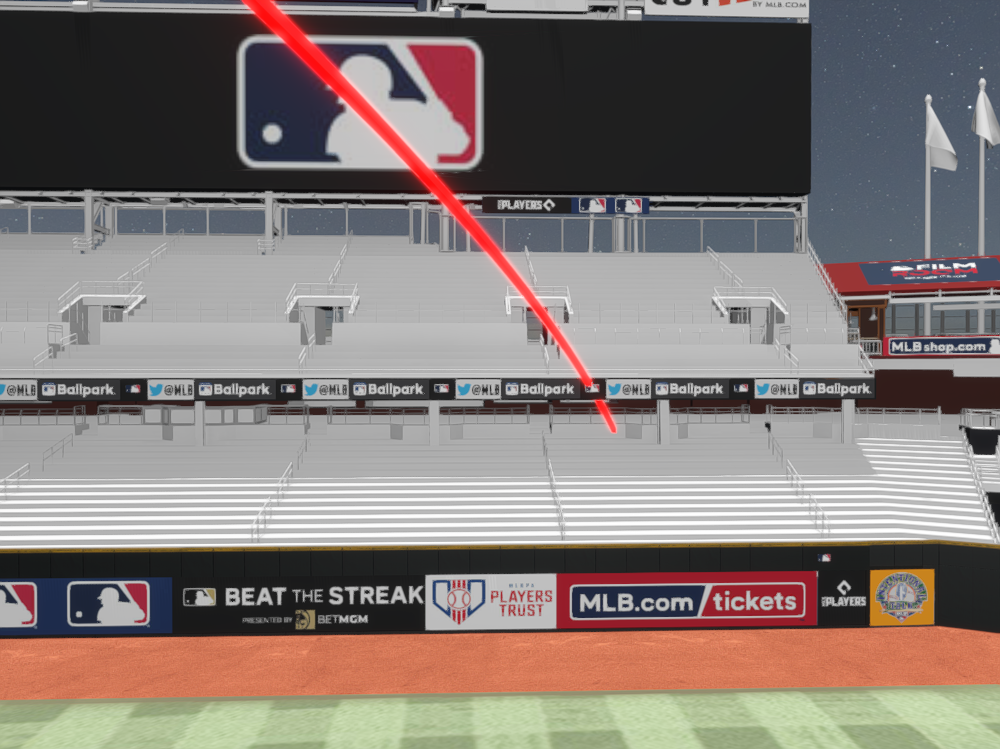 BY MLB.COM
PLAYERS
FILM
ROOM
MLBshop.com
@MLB
Ballpark
@MLB
Ballpark
@MLB
Ballpark
@MLB
Ballpark
@MLB
Ballpark
@MLB
Ballpark
BEAT THE STREAK
PRESENTED BY BETMGM
PLAYERS
TRUST
MLB.com/tickets
PLAYERS